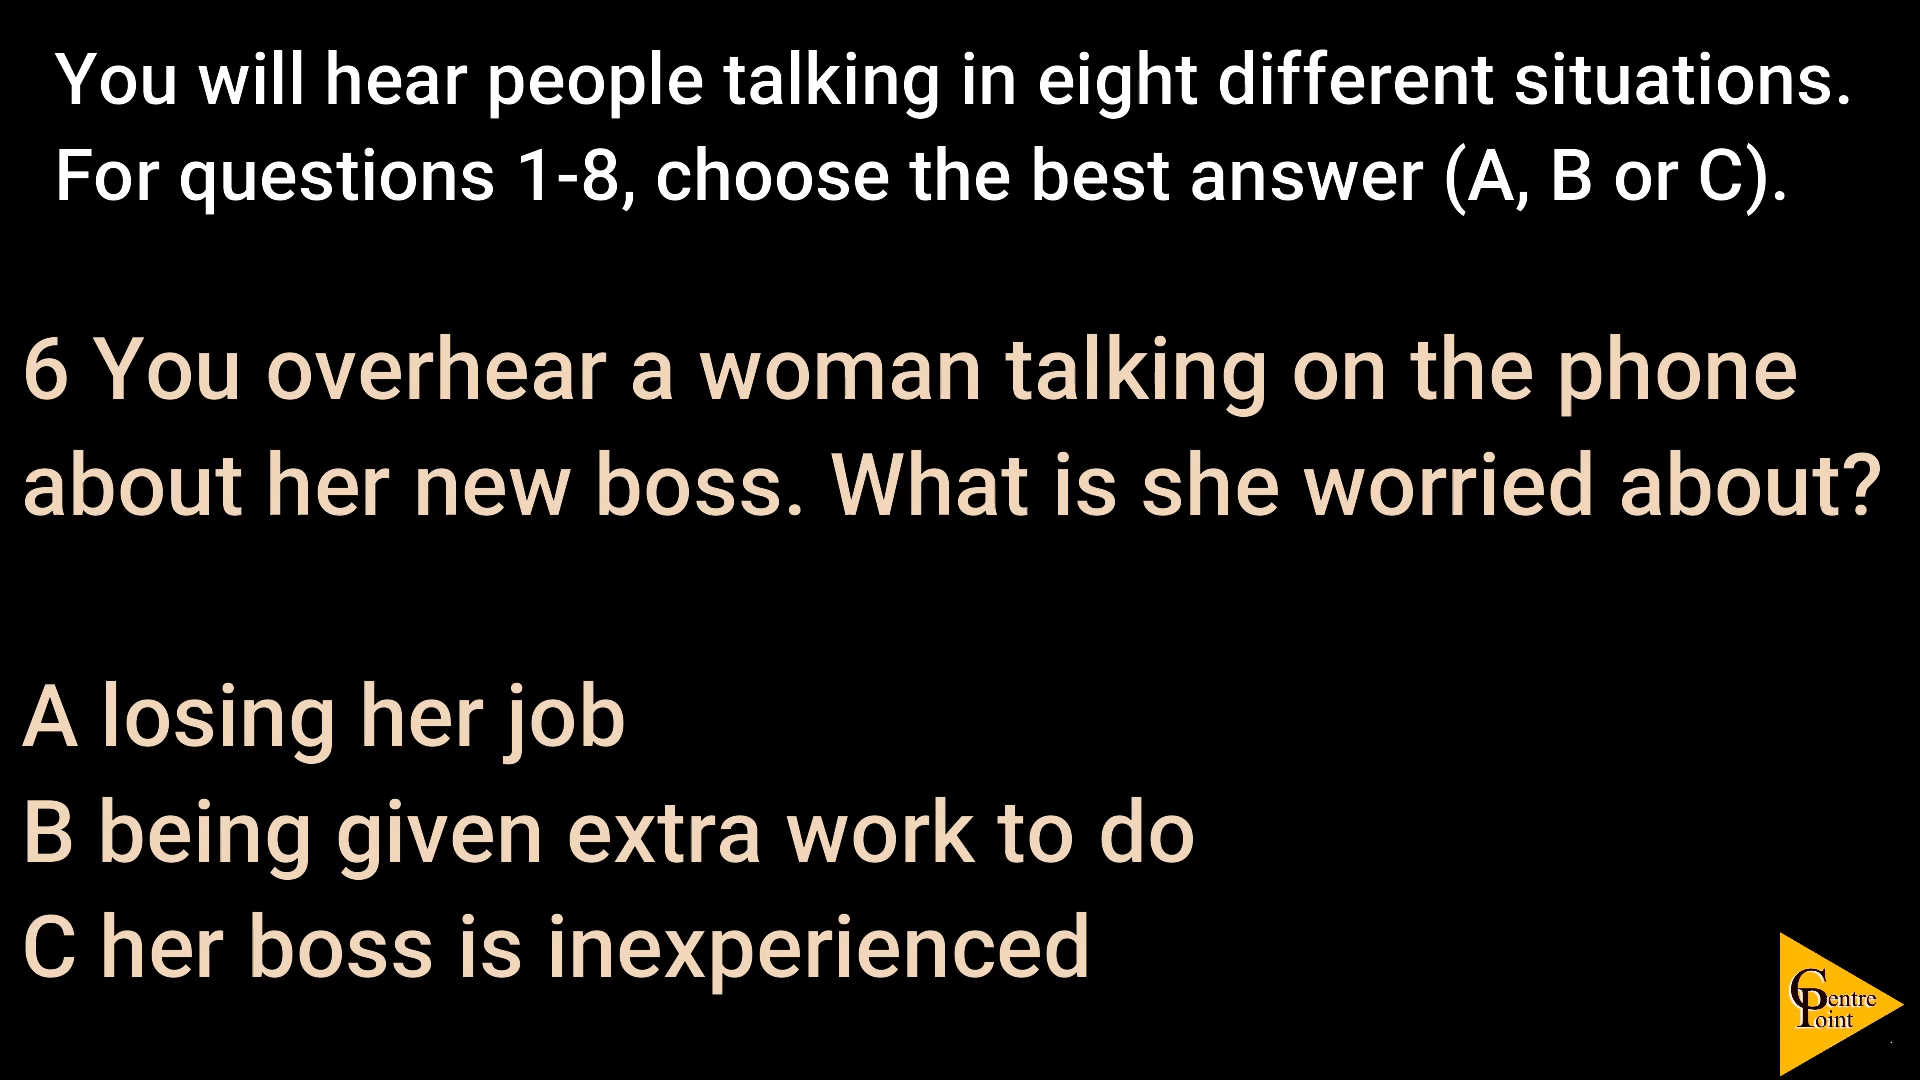 You will hear people talking in eight different situations.
For questions 1-8, choose the best answer (A, B or C).
6 You overhear a woman talking on the phone
about her new boss. What is she worried about?
A losing her job
B being given extra work to do
C her boss is inexperienced
Centre
Point